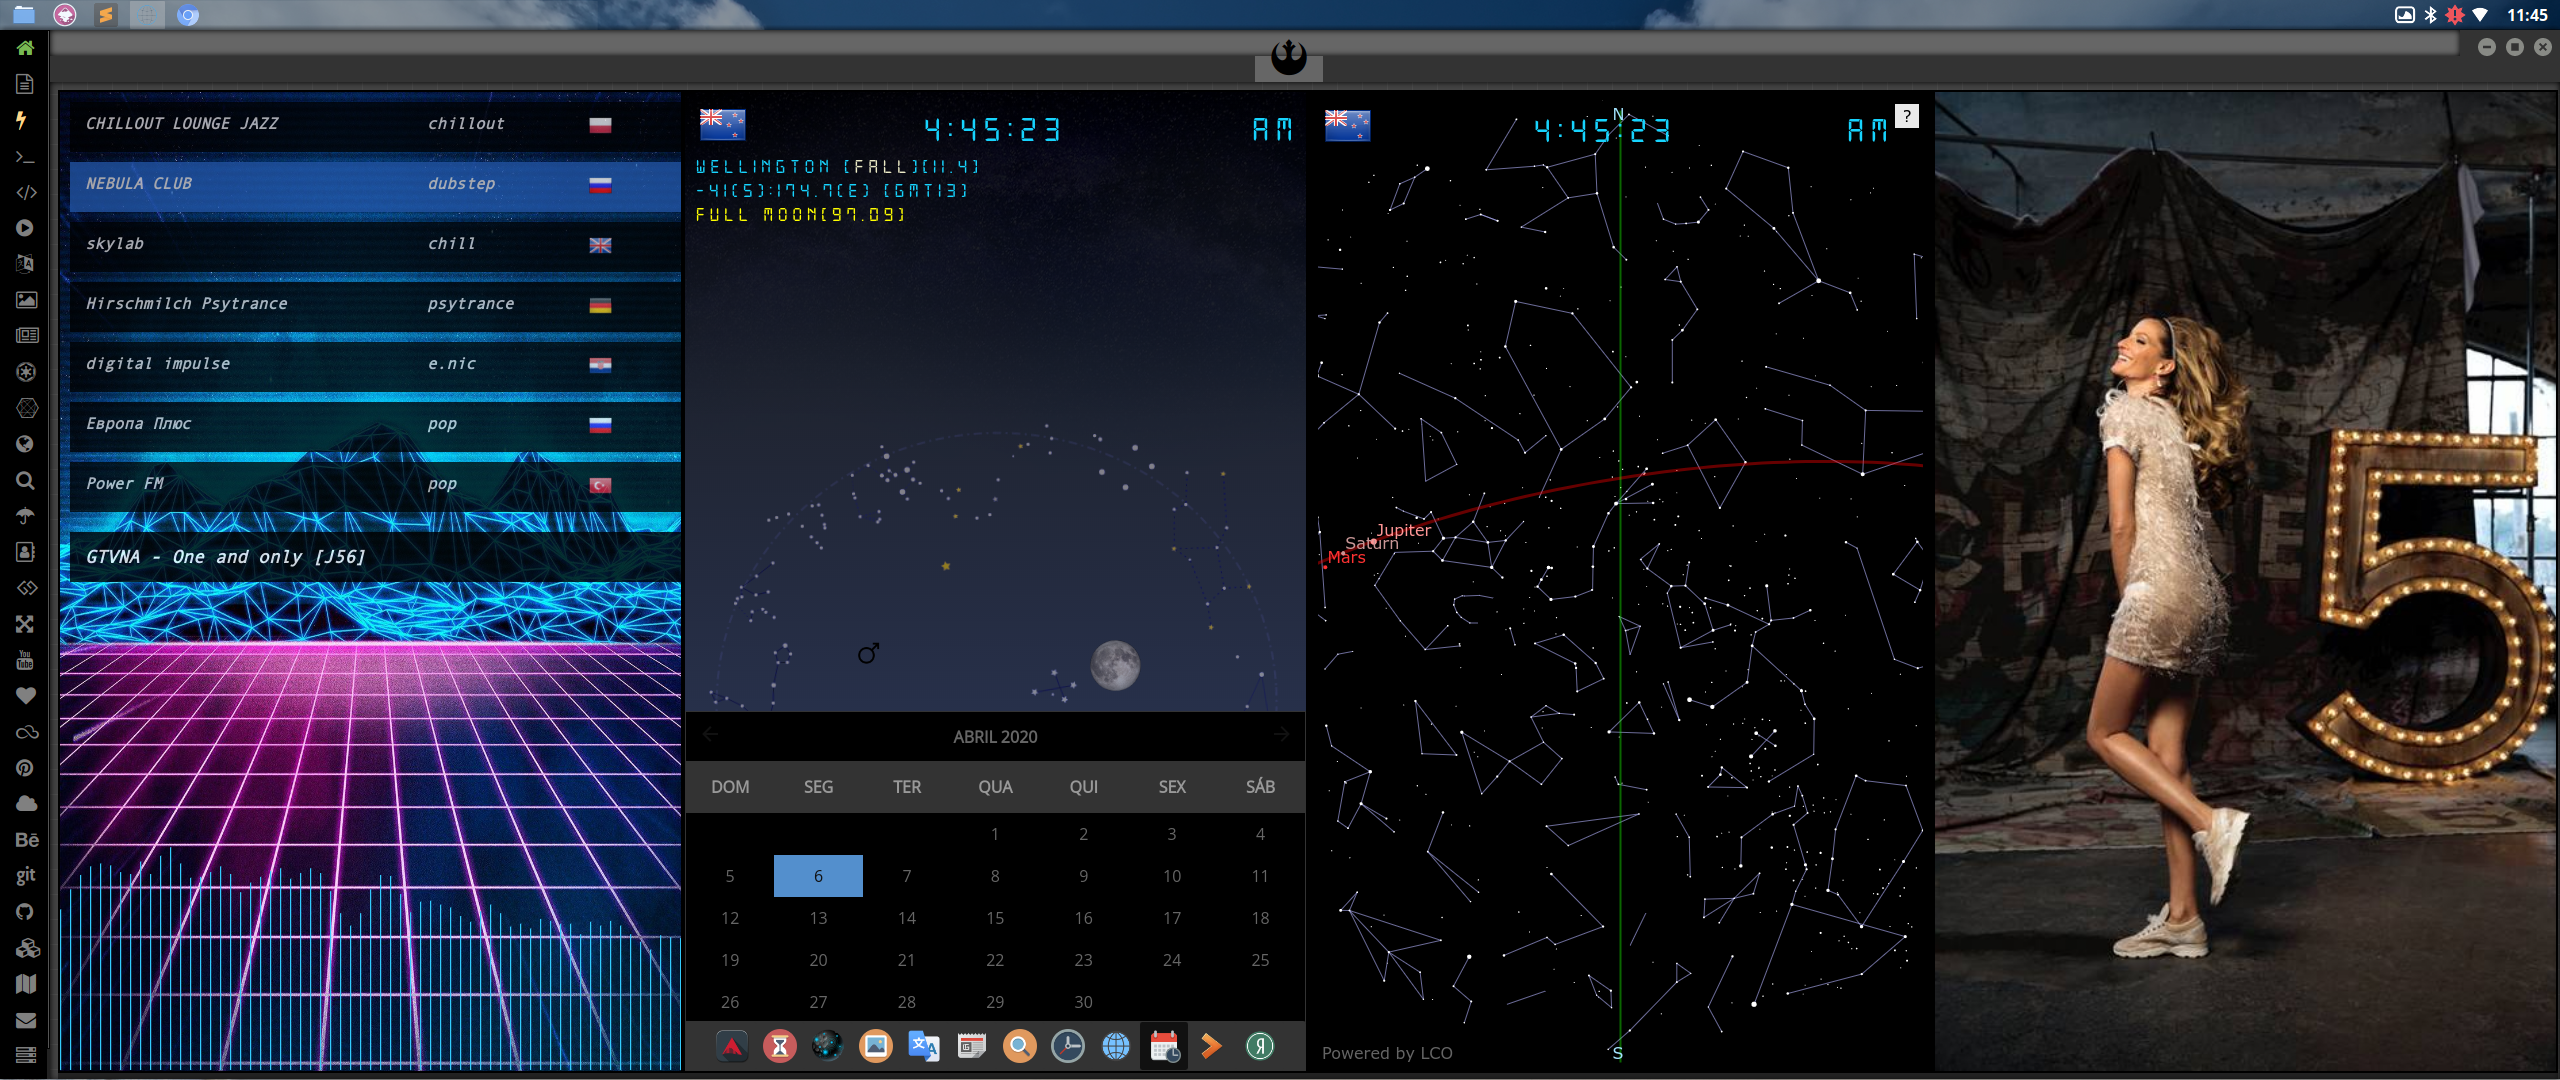 11:45
CHILLOUT LOUNGE JAZZ chillout
NEBULA CLUB dubstep
skylab chill
Hirschmilch Psytrance psytrance
digital impulse e.nic
Европа Плюс pop
Power FM pop
GTVNA - One and only [J56]
You
Tube
Bē
git
4:45:23 AM
WELLINGTON [FALL][11.4]
-41(S):174.7(E) [GMT13]
FULL MOON[97.09]
ABRIL 2020
DOM SEG TER QUA QUI SEX SÁB
1 2 3 4
5 6 7 8 9 10 11
12 13 14 15 16 17 18
19 20 21 22 23 24 25
26 27 28 29 30
Я
N
4:45:23 AM ?
Jupiter
Saturn
Mars
Powered by LCO
S
5